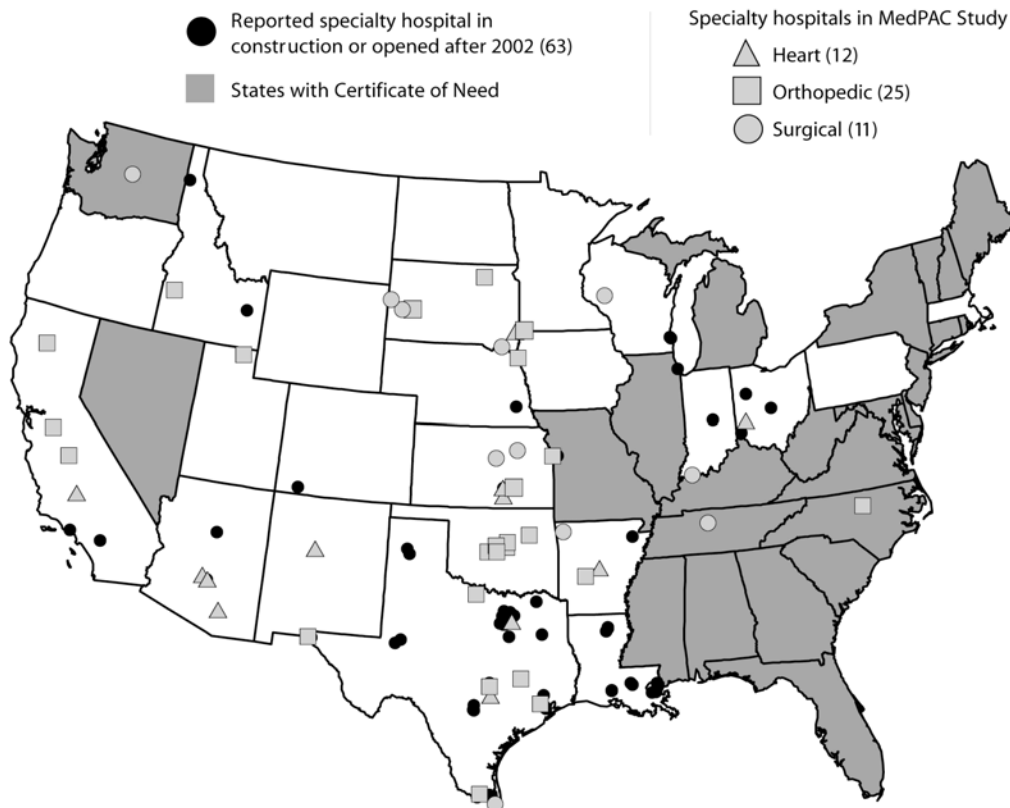 Reported specialty hospital in
construction or opened after 2002 (63)
States with Certificate of Need
Specialty hospitals in MedPAC Study
Heart (12)
Orthopedic (25)
Surgical (11)